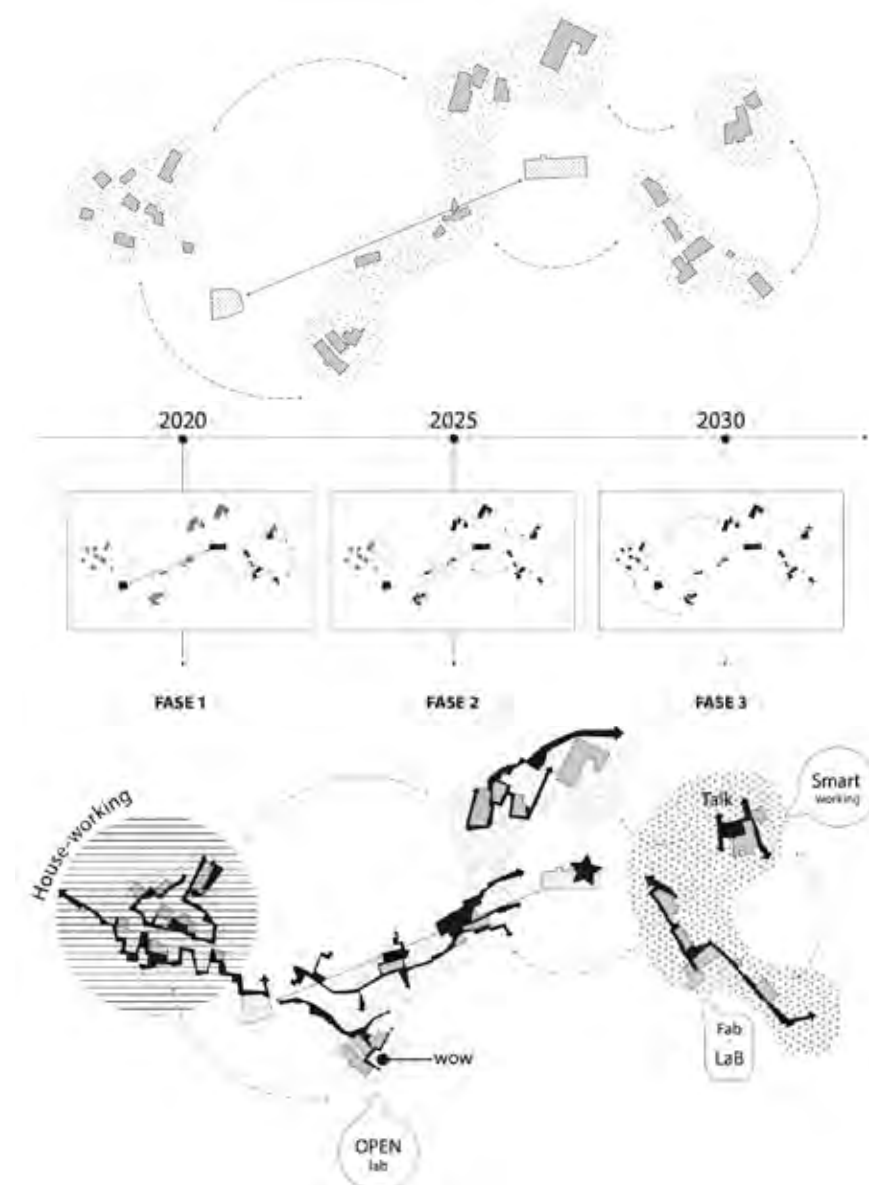 2020
2025
2030
FASE 1
FASE 2
FASE 3
House-working
Talk
Smart
working
wow
Fab
LaB
OPEN
lab